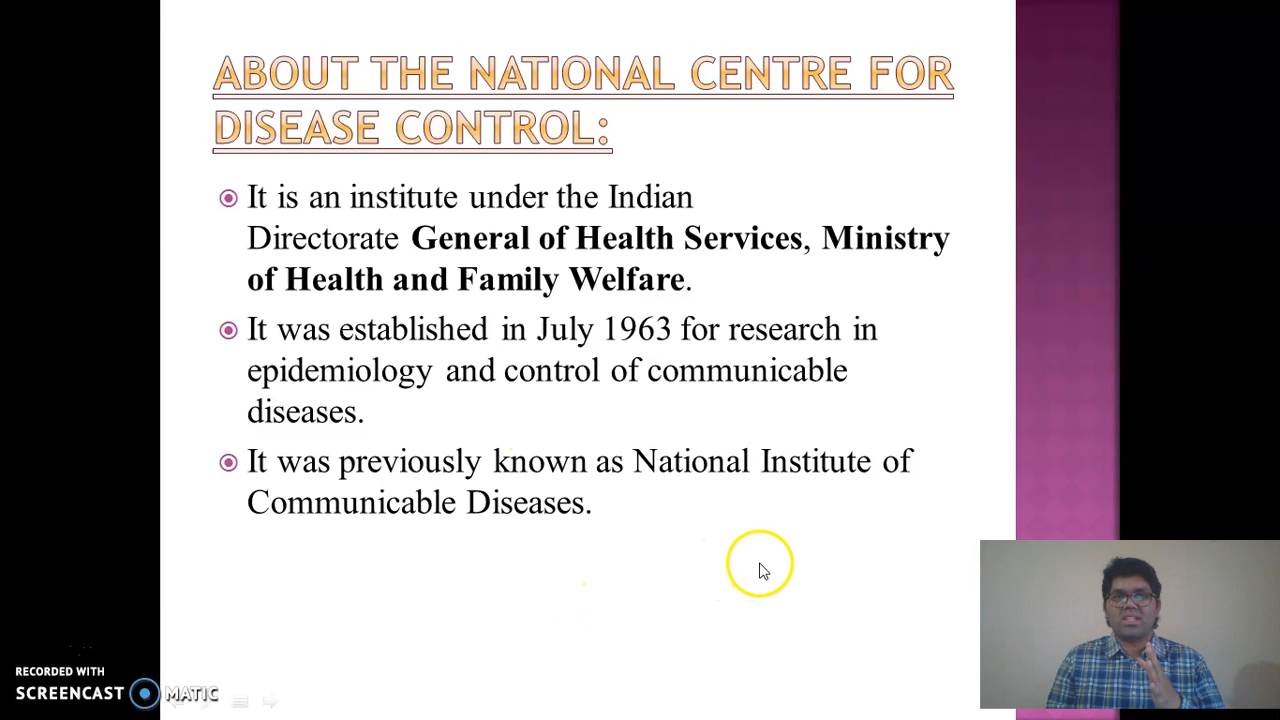 ABOUT THE NATIONAL CENTRE FOR
DISEASE CONTROL:
It is an institute under the Indian
Directorate General of Health Services, Ministry
of Health and Family Welfare.
It was established in July 1963 for research in
epidemiology and control of communicable
diseases.
It was previously known as National Institute of
Communicable Diseases.
RECORDED WITH
SCREENCAST MATIC